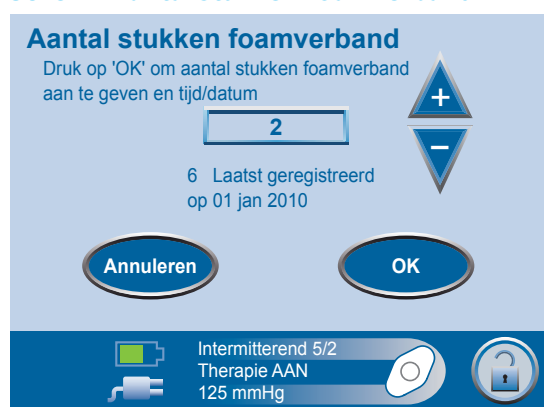 Aantal stukken foamverband
Druk op 'OK' om aantal stukken foamverband
aan te geven en tijd/datum
+
2
−
6 Laatst geregistreerd
op 01 jan 2010
Annuleren
OK
Intermitterend 5/2
Therapie AAN
125 mmHg